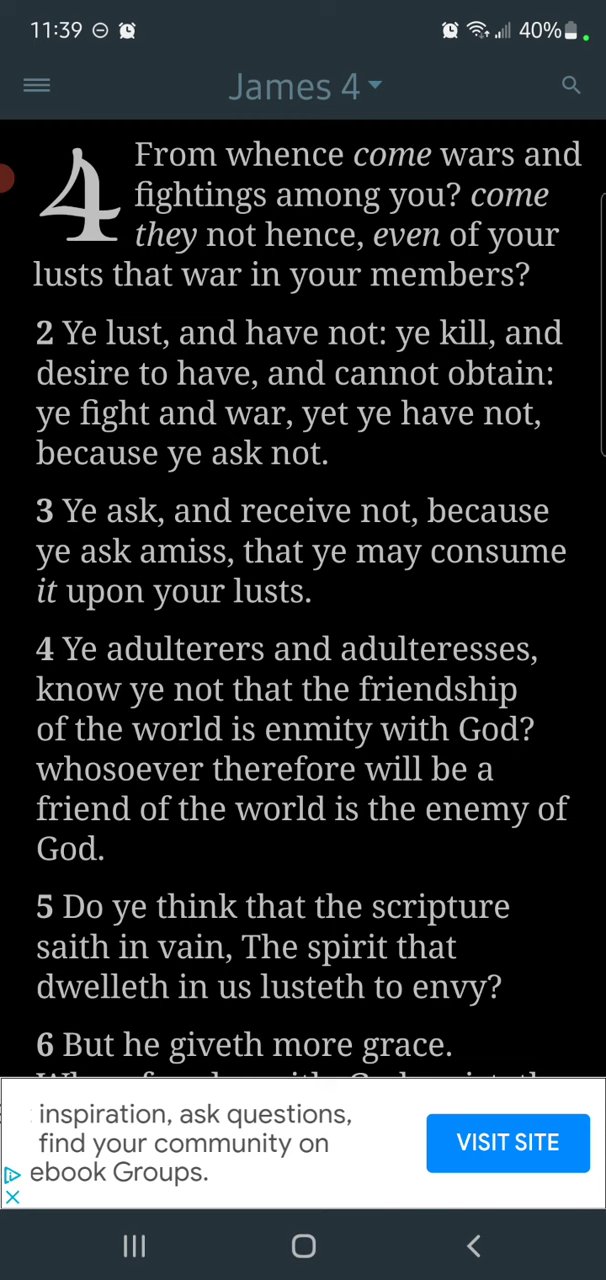 11:39
40%
James 4
4 From whence come wars and
fightings among you? come
they not hence, even of your
lusts that war in your members?
2 Ye lust, and have not: ye kill, and
desire to have, and cannot obtain:
ye fight and war, yet ye have not,
because ye ask not.
3 Ye ask, and receive not, because
ye ask amiss, that ye may consume
it upon your lusts.
4 Ye adulterers and adulteresses,
know ye not that the friendship
of the world is enmity with God?
whosoever therefore will be a
friend of the world is the enemy of
God.
5 Do ye think that the scripture
saith in vain, The spirit that
dwelleth in us lusteth to envy?
6 But he giveth more grace.
inspiration, ask questions,
find your community on
ebook Groups.
VISIT SITE